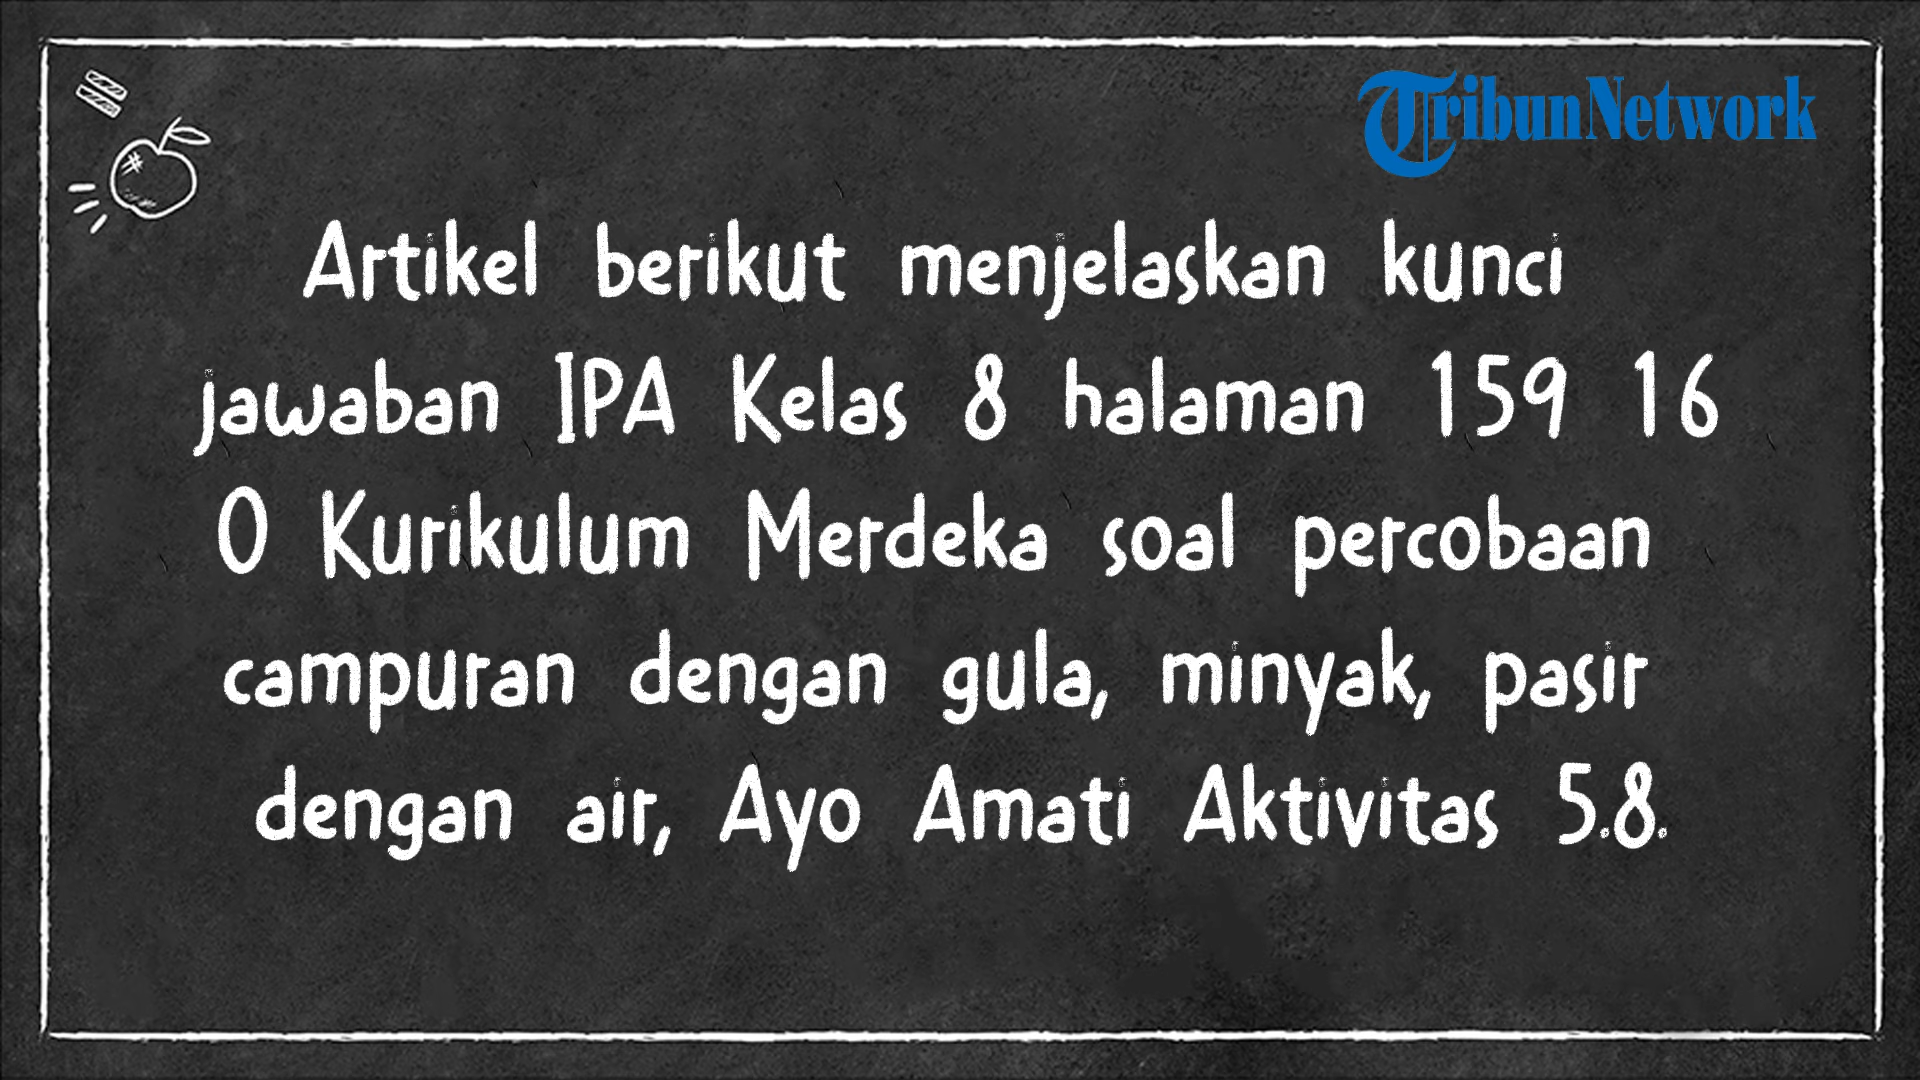 TribunNetwork
Artikel berikut menjelaskan kunci
jawaban IPA Kelas 8 halaman 159 16
0 Kurikulum Merdeka soal percobaan
campuran dengan gula, minyak, pasir
dengan air, Ayo Amati Aktivitas 5.8.